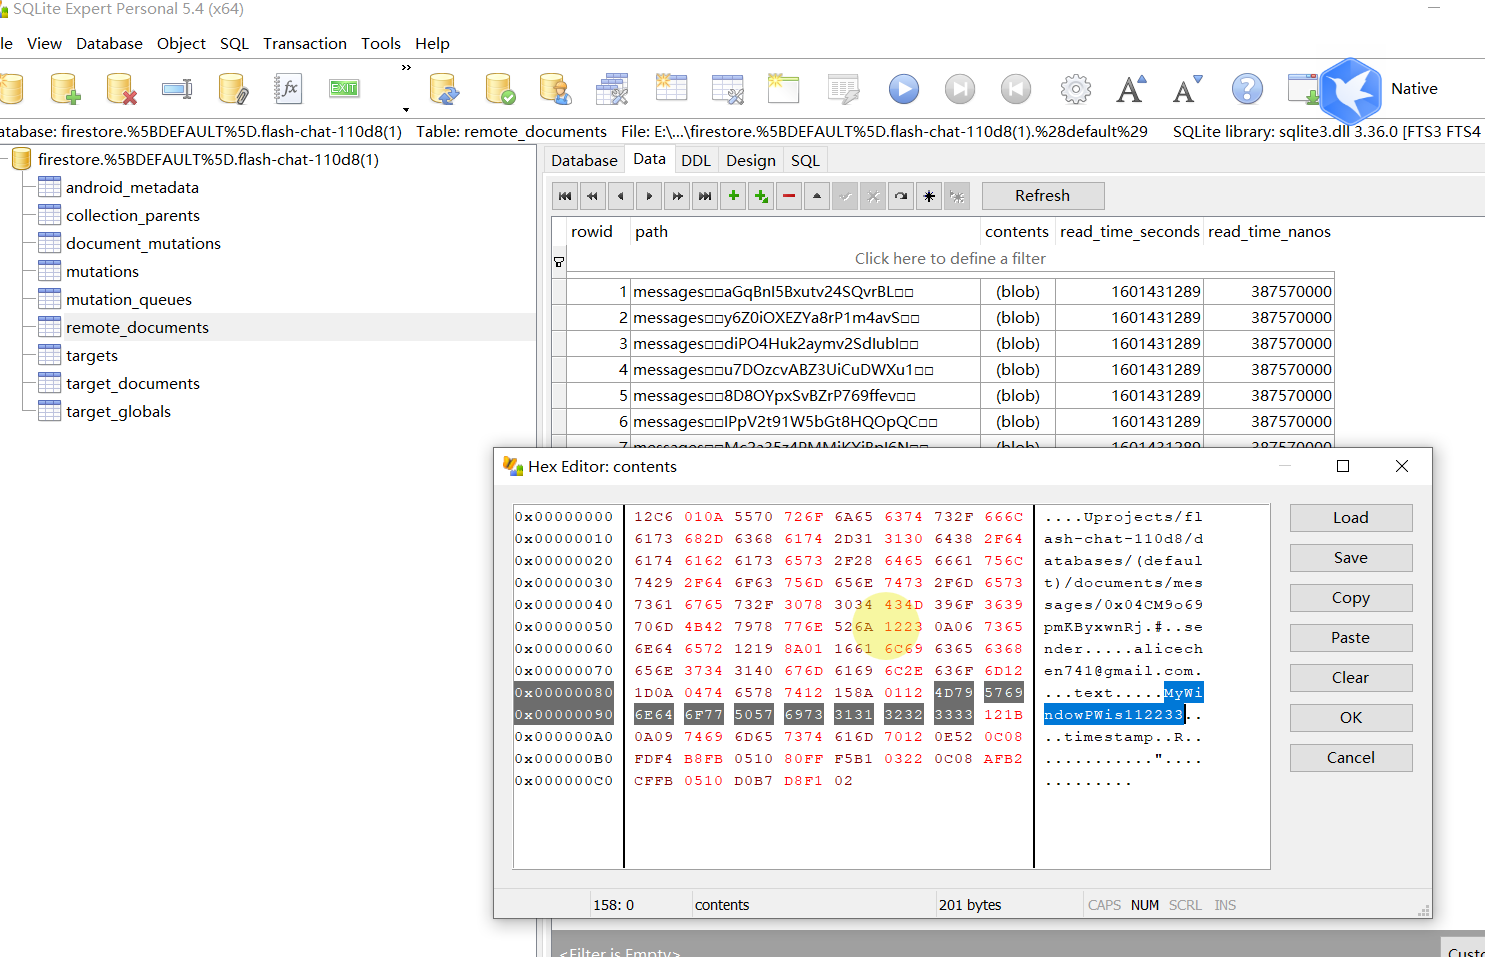 SQLite Expert Personal 5.4 (x64)
le View Database Object SQL Transaction Tools Help
fx EXIT » A A ? Native
atabase: firestore.%5BDEFAULT%5D.flash-chat-110d8(1) Table: remote_documents File: E:\...\firestore.%5BDEFAULT%5D.flash-chat-110d8(1).%28default%29 SQLite library: sqlite3.dll 3.36.0 [FTS3 FTS4
firestore.%5BDEFAULT%5D.flash-chat-110d8(1)
android_metadata
collection_parents
document_mutations
mutations
mutation_queues
remote_documents
targets
target_documents
target_globals
Database Data DDL Design SQL
Refresh
rowid path contents read_time_seconds read_time_nanos
Click here to define a filter
1 messages□□aGqBnI5Bxutv24SQvrBL□□ (blob) 1601431289 387570000
2 messages□□y6Z0iOXEZYa8rP1m4avS□□ (blob) 1601431289 387570000
3 messages□□diPO4Huk2aymv2SdIubI□□ (blob) 1601431289 387570000
4 messages□□u7DOzcvABZ3UiCuDWXu1□□ (blob) 1601431289 387570000
5 messages□□8D8OYpxSvBZrP769ffev□□ (blob) 1601431289 387570000
6 messages□□IPpV2t91W5bGt8HQOpQC□□ (blob) 1601431289 387570000
(blob) 1601431289 387570000
Hex Editor: contents
0x00000000 12C6 010A 5570 726F 6A65 6374 732F 666C ....Uprojects/fl
0x00000010 6173 682D 6368 6174 2D31 3130 6438 2F64 ash-chat-110d8/d
0x00000020 6174 6162 6173 6573 2F28 6465 6661 756C atabases/(defaul
0x00000030 7429 2F64 6F63 756D 656E 7473 2F6D 6573 t)/documents/mes
0x00000040 7361 6765 732F 3078 3034 434D 396F 3639 sages/0x04CM9o69
0x00000050 706D 4B42 7978 776E 526A 1223 0A06 7365 pmKByxwnRj.#..se
0x00000060 6E64 6572 1219 8A01 1661 6C69 6365 6368 nder.....alicech
0x00000070 656E 3734 3140 676D 6169 6C2E 636F 6D12 en741@gmail.com.
0x00000080 1D0A 0474 6578 7412 158A 0112 4D79 5769 ...text.....MyWi
0x00000090 6E64 6F77 5057 6973 3131 3232 3333 121B ndowPWis112233..
0x000000A0 0A09 7469 6D65 7374 616D 7012 0E52 0C08 ..timestamp..R..
0x000000B0 FDF4 B8FB 0510 80FF F5B1 0322 0C08 AFB2 ..........."....
0x000000C0 CFFB 0510 D0B7 D8F1 02 .........
Load
Save
Copy
Paste
Clear
OK
Cancel
158: 0 contents 201 bytes CAPS NUM SCRL INS
<Filter is Empty> Custo